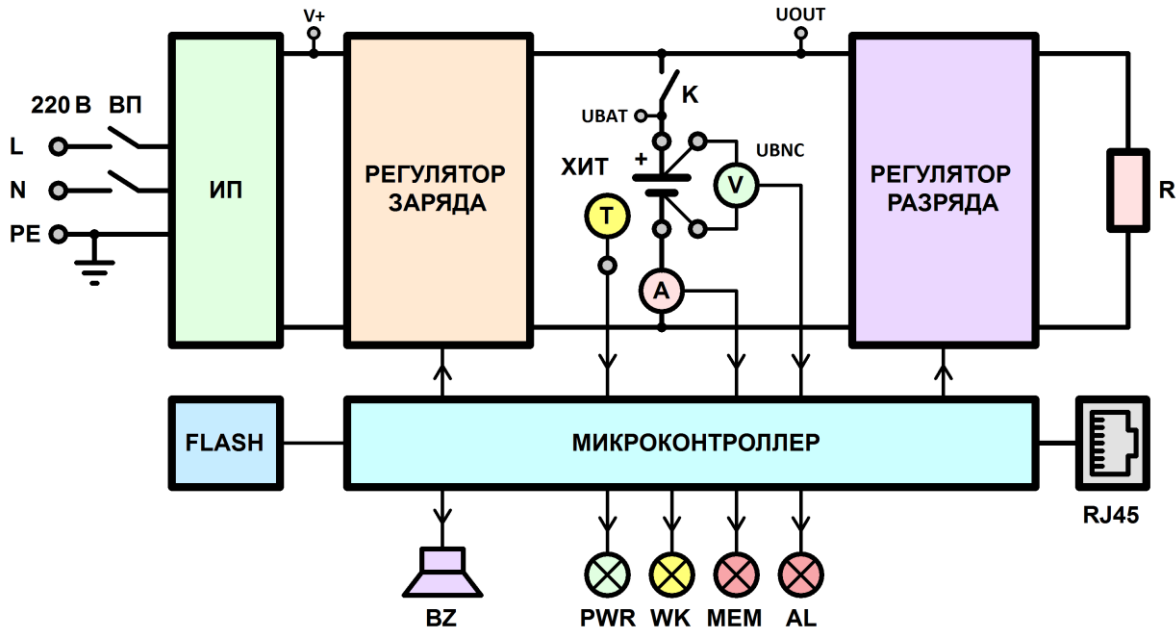 V+
UOUT
220 В ВП
L
N
PE
ИП
РЕГУЛЯТОР
ЗАРЯДА
K
UBAT
+
UBNC
ХИТ
V
T
A
РЕГУЛЯТОР
РАЗРЯДА
R
FLASH
МИКРОКОНТРОЛЛЕР
RJ45
BZ
PWR
WK
MEM
AL